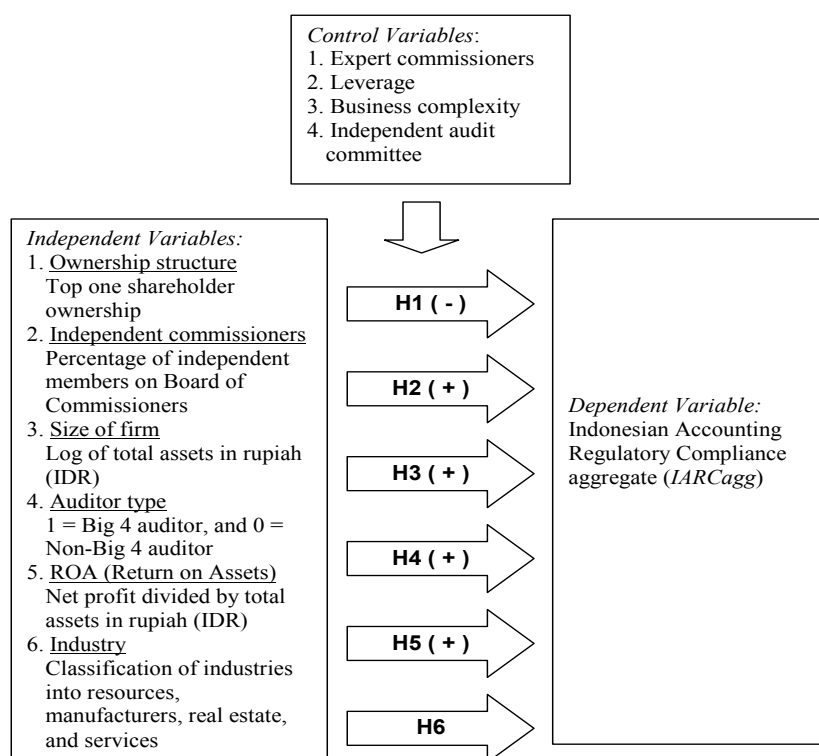 Control Variables:
1. Expert commissioners
2. Leverage
3. Business complexity
4. Independent audit
committee
Independent Variables:
1. Ownership structure
Top one shareholder
ownership
2. Independent commissioners
Percentage of independent
members on Board of
Commissioners
3. Size of firm
Log of total assets in rupiah
(IDR)
4. Auditor type
1 = Big 4 auditor, and 0 =
Non-Big 4 auditor
5. ROA (Return on Assets)
Net profit divided by total
assets in rupiah (IDR)
6. Industry
Classification of industries
into resources,
manufacturers, real estate,
and services
H1 ( - )
H2 ( + )
H3 ( + )
H4 ( + )
H5 ( + )
H6
Dependent Variable:
Indonesian Accounting
Regulatory Compliance
aggregate (IARCagg)